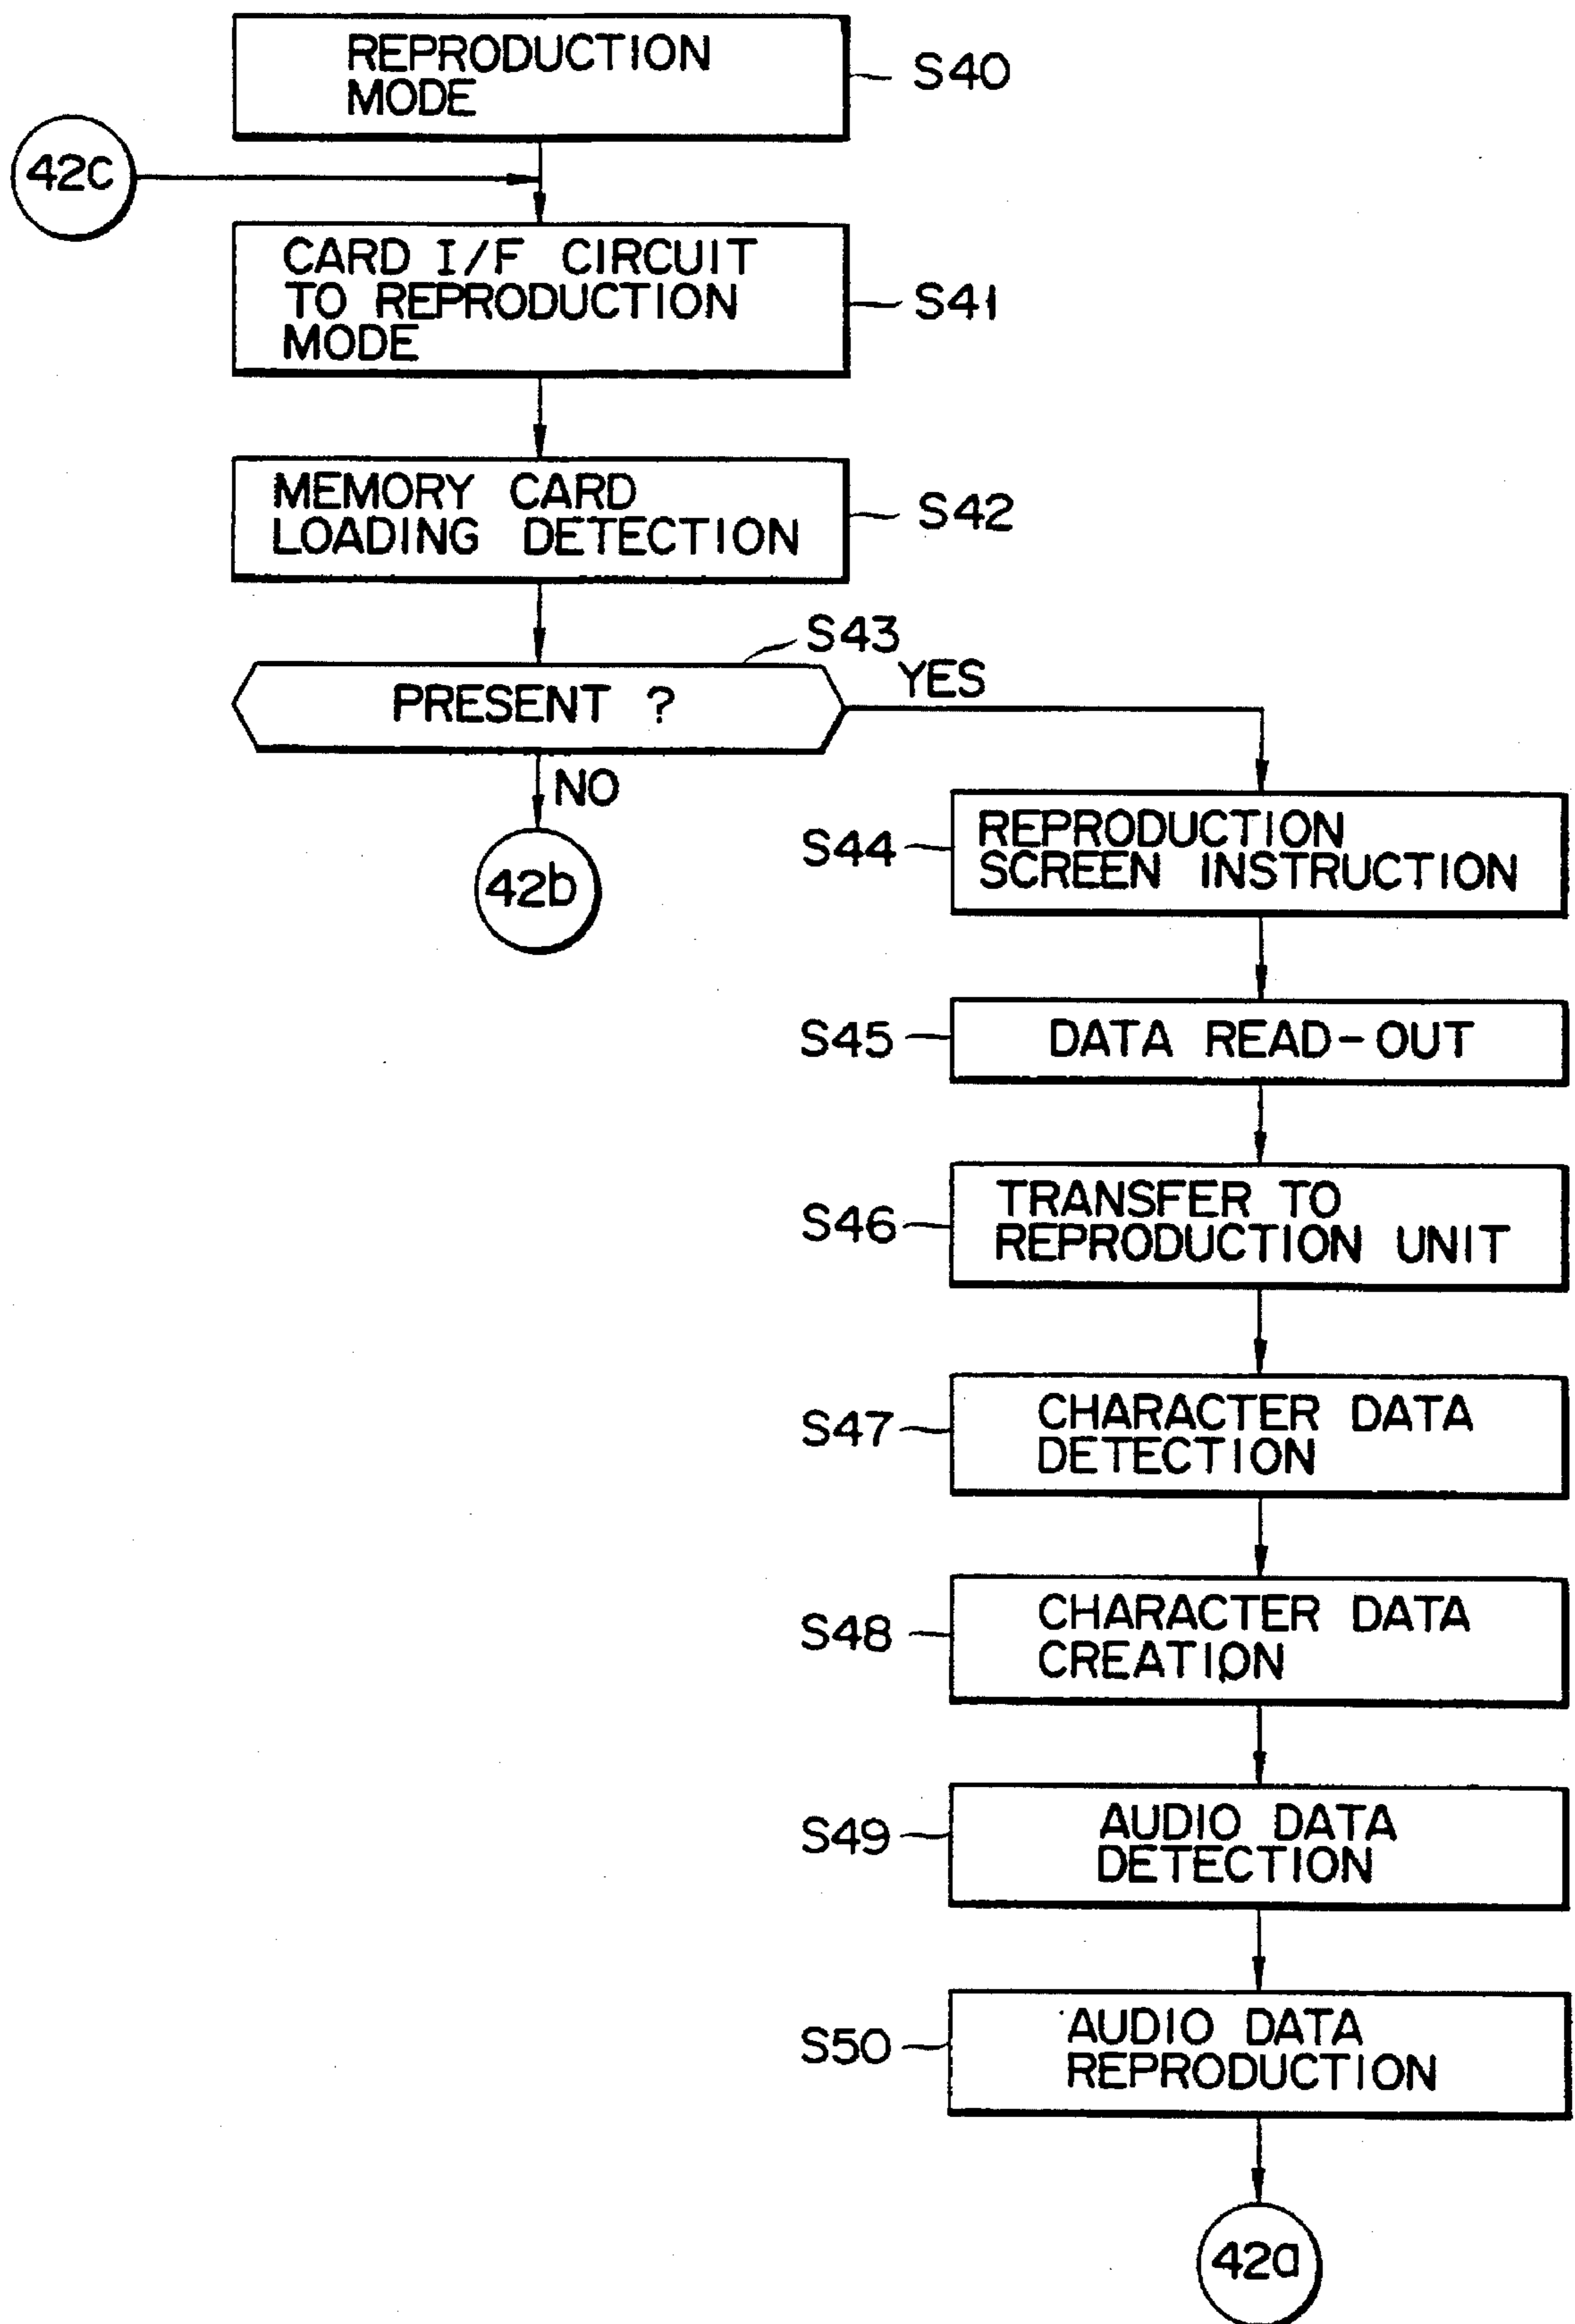 REPRODUCTION
MODE
S40
42c
CARD I/F CIRCUIT
TO REPRODUCTION
MODE
S41
MEMORY CARD
LOADING DETECTION
S42
S43
PRESENT ?
YES
NO
42b
S44
REPRODUCTION
SCREEN INSTRUCTION
S45
DATA READ-OUT
S46
TRANSFER TO
REPRODUCTION UNIT
S47
CHARACTER DATA
DETECTION
S48
CHARACTER DATA
CREATION
S49
AUDIO DATA
DETECTION
S50
AUDIO DATA
REPRODUCTION
42a